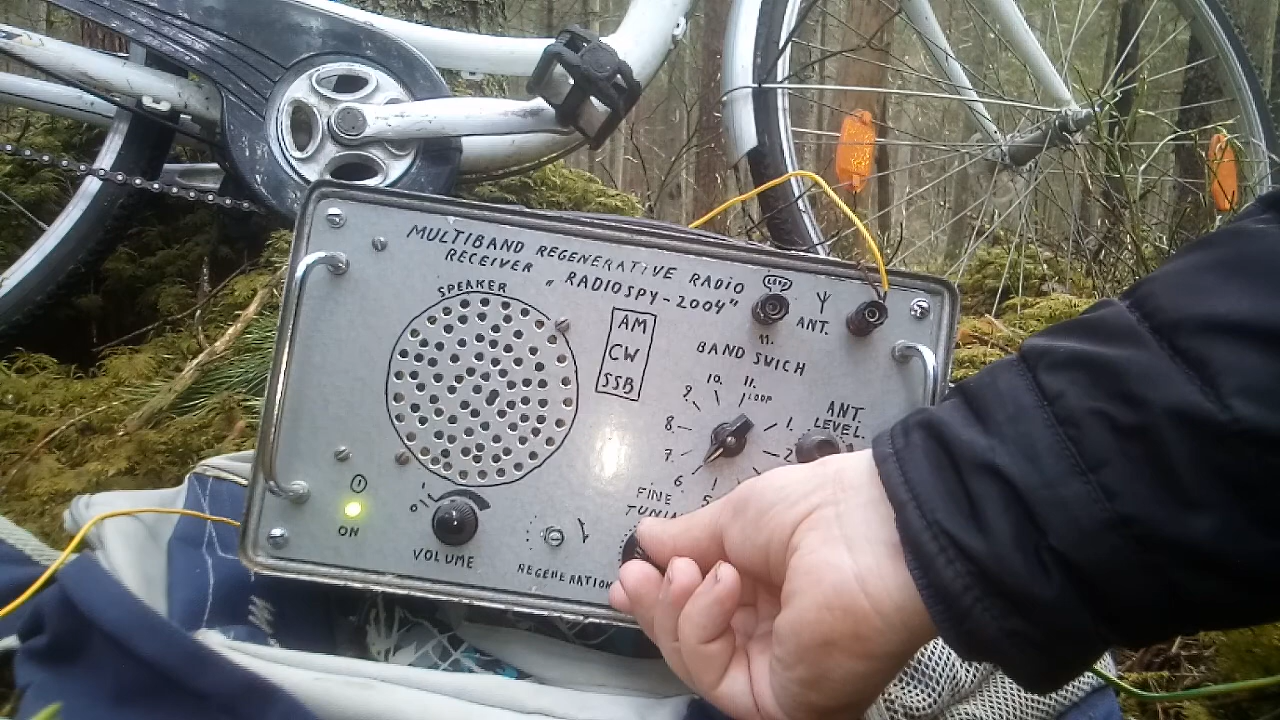 MULTIBAND REGENERATIVE RADIO
RECEIVER „RADIOSPY-2004"
SPEAKER
LOOP
ANT.
11.
AM
CW
SSB
BAND SWICH
9. 10. 11.
LOOP
8. 1.
7. 2
6 5
ANT.
LEVEL.
FINE
ON
VOLUME
REGENERATION